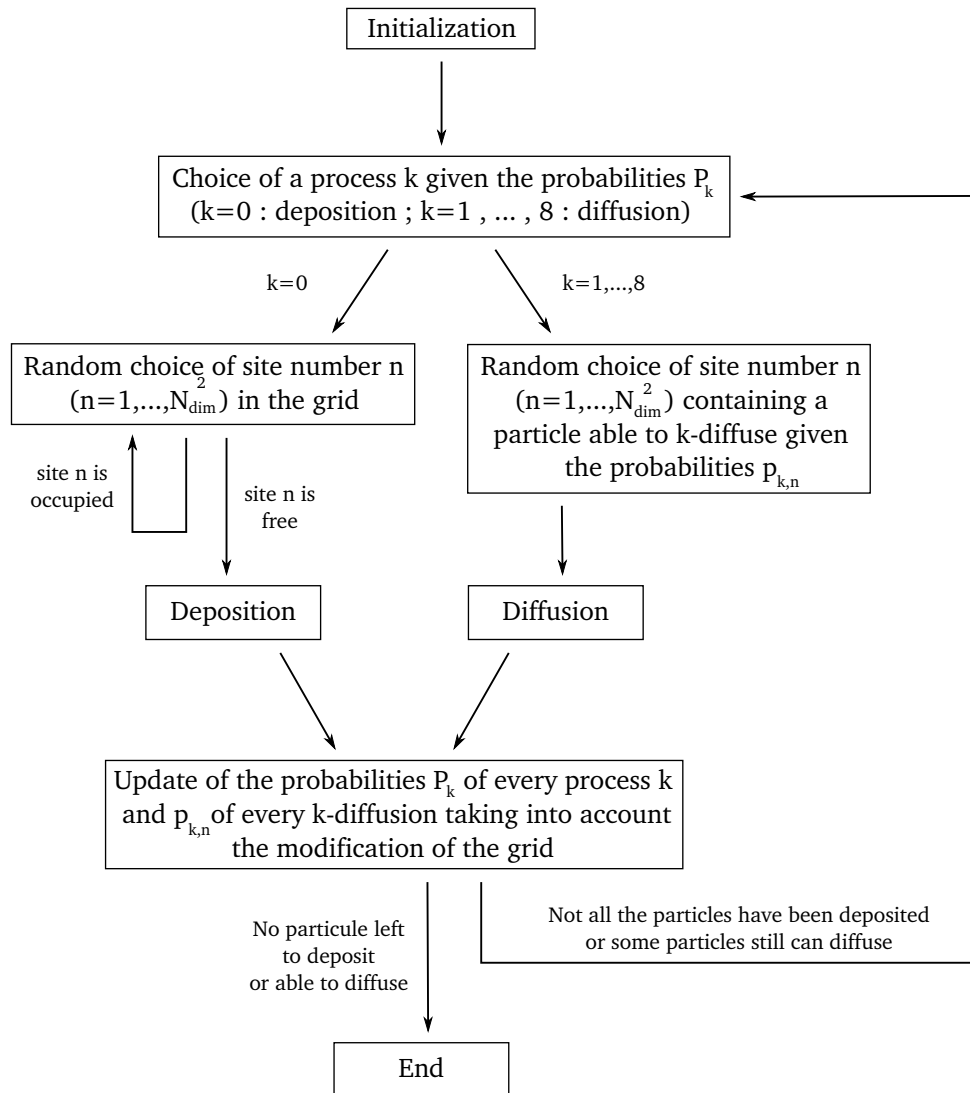 Initialization
Choice of a process k given the probabilities P_k
(k=0 : deposition ; k=1 , ... , 8 : diffusion)
k=0
k=1,...,8
Random choice of site number n
(n=1,...,N_dim^2) in the grid
Random choice of site number n
(n=1,...,N_dim^2) containing a
particle able to k-diffuse given
the probabilities p_k,n
site n is
occupied
site n is
free
Deposition
Diffusion
Update of the probabilities P_k of every process k
and p_k,n of every k-diffusion taking into account
the modification of the grid
No particule left
to deposit
or able to diffuse
Not all the particles have been deposited
or some particles still can diffuse
End